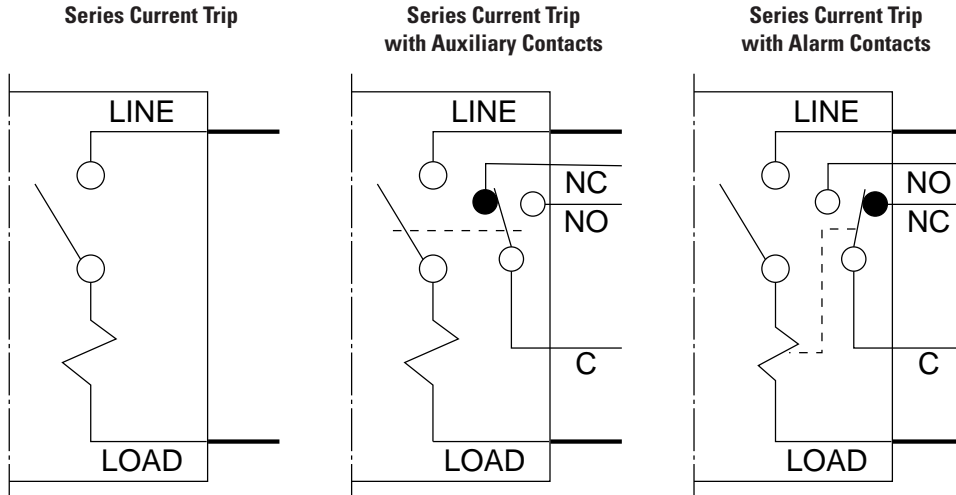 Series Current Trip
LINE
LOAD
Series Current Trip
with Auxiliary Contacts
LINE
NC
NO
C
LOAD
Series Current Trip
with Alarm Contacts
LINE
NO
NC
C
LOAD